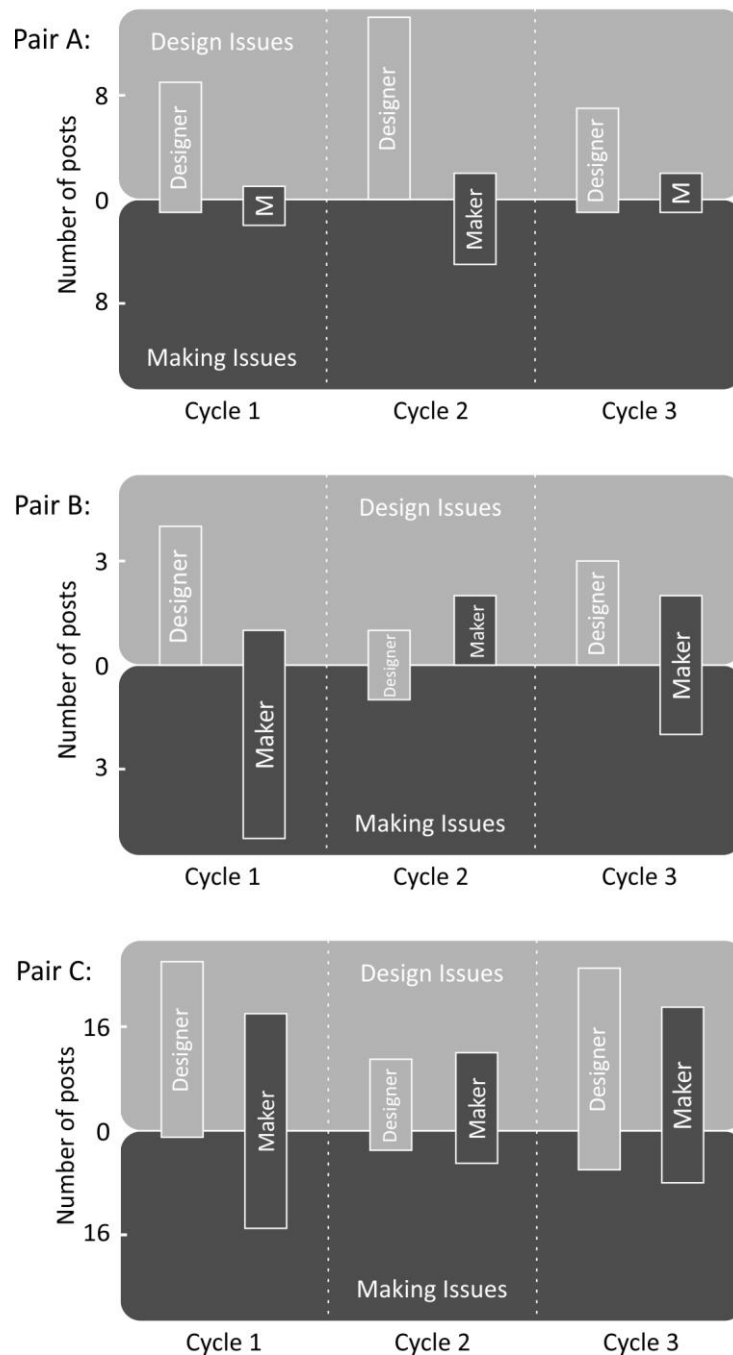 Pair A:
Design Issues
Number of posts
8
0
8
Designer
M
Designer
Maker
Designer
M
Making Issues
Cycle 1
Cycle 2
Cycle 3
Pair B:
Design Issues
Number of posts
3
0
3
Designer
Maker
Designer
Maker
Designer
Maker
Making Issues
Cycle 1
Cycle 2
Cycle 3
Pair C:
Design Issues
Number of posts
16
0
16
Designer
Maker
Designer
Maker
Designer
Maker
Making Issues
Cycle 1
Cycle 2
Cycle 3